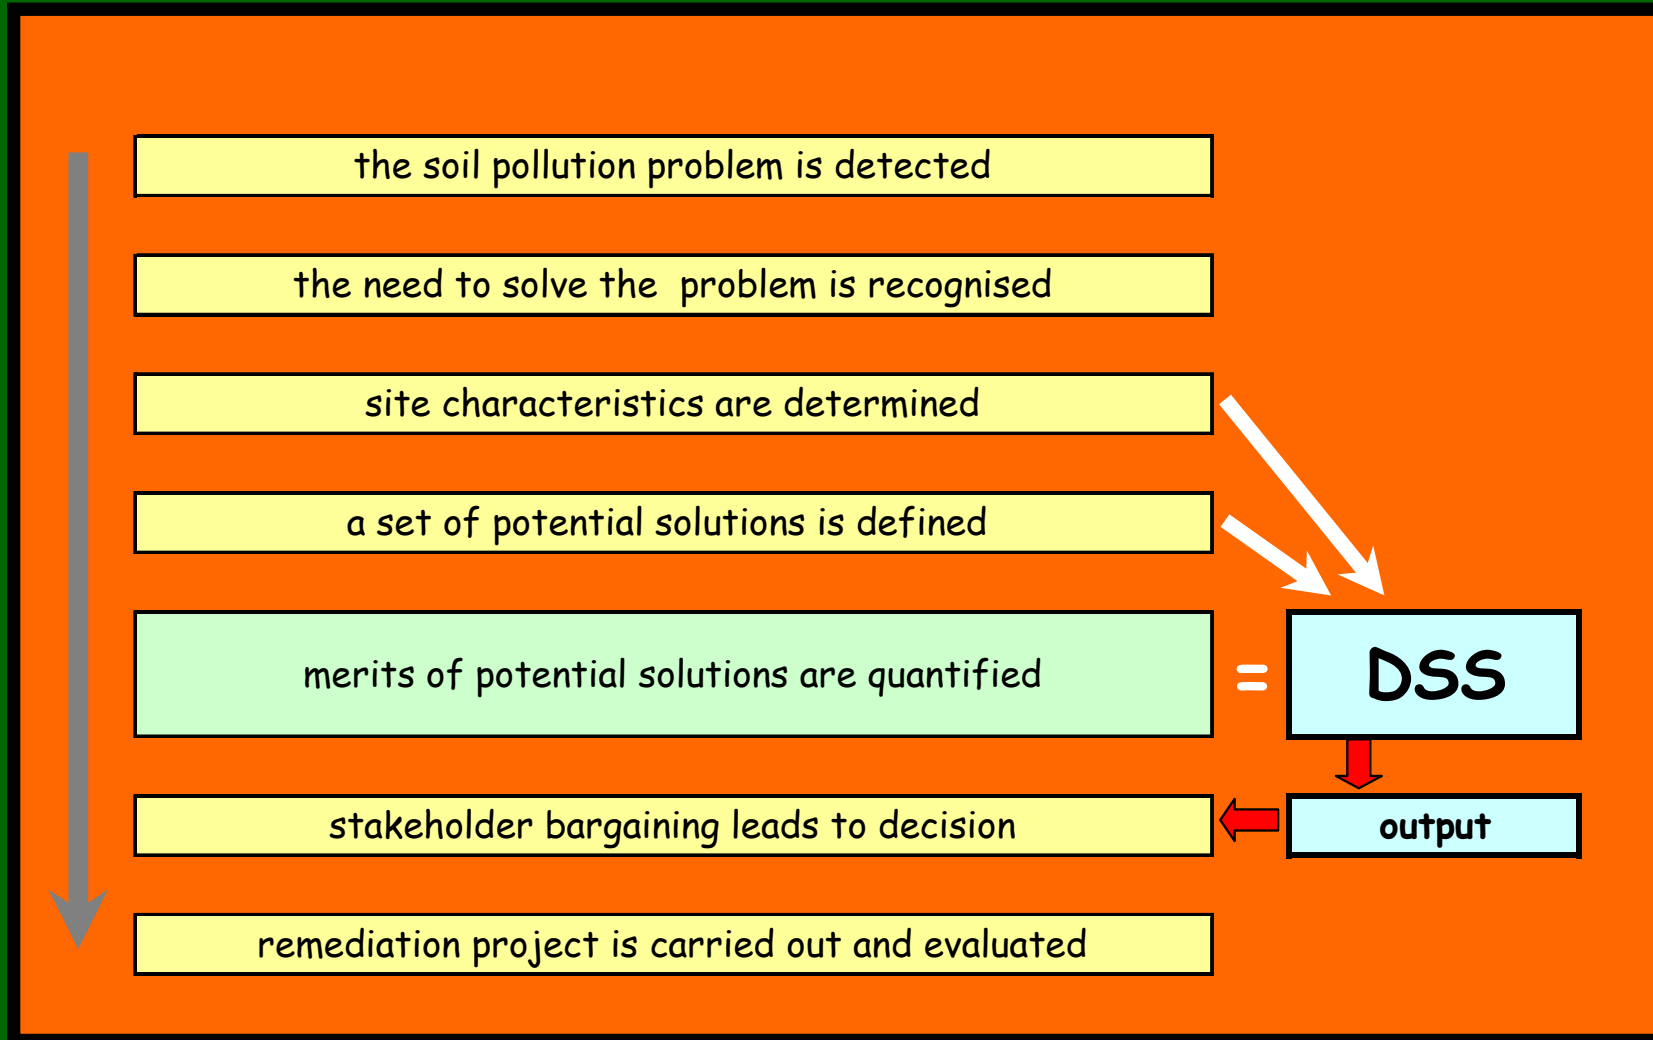 the soil pollution problem is detected
the need to solve the  problem is recognised
site characteristics are determined
a set of potential solutions is defined
merits of potential solutions are quantified
=
DSS
stakeholder bargaining leads to decision
output
remediation project is carried out and evaluated